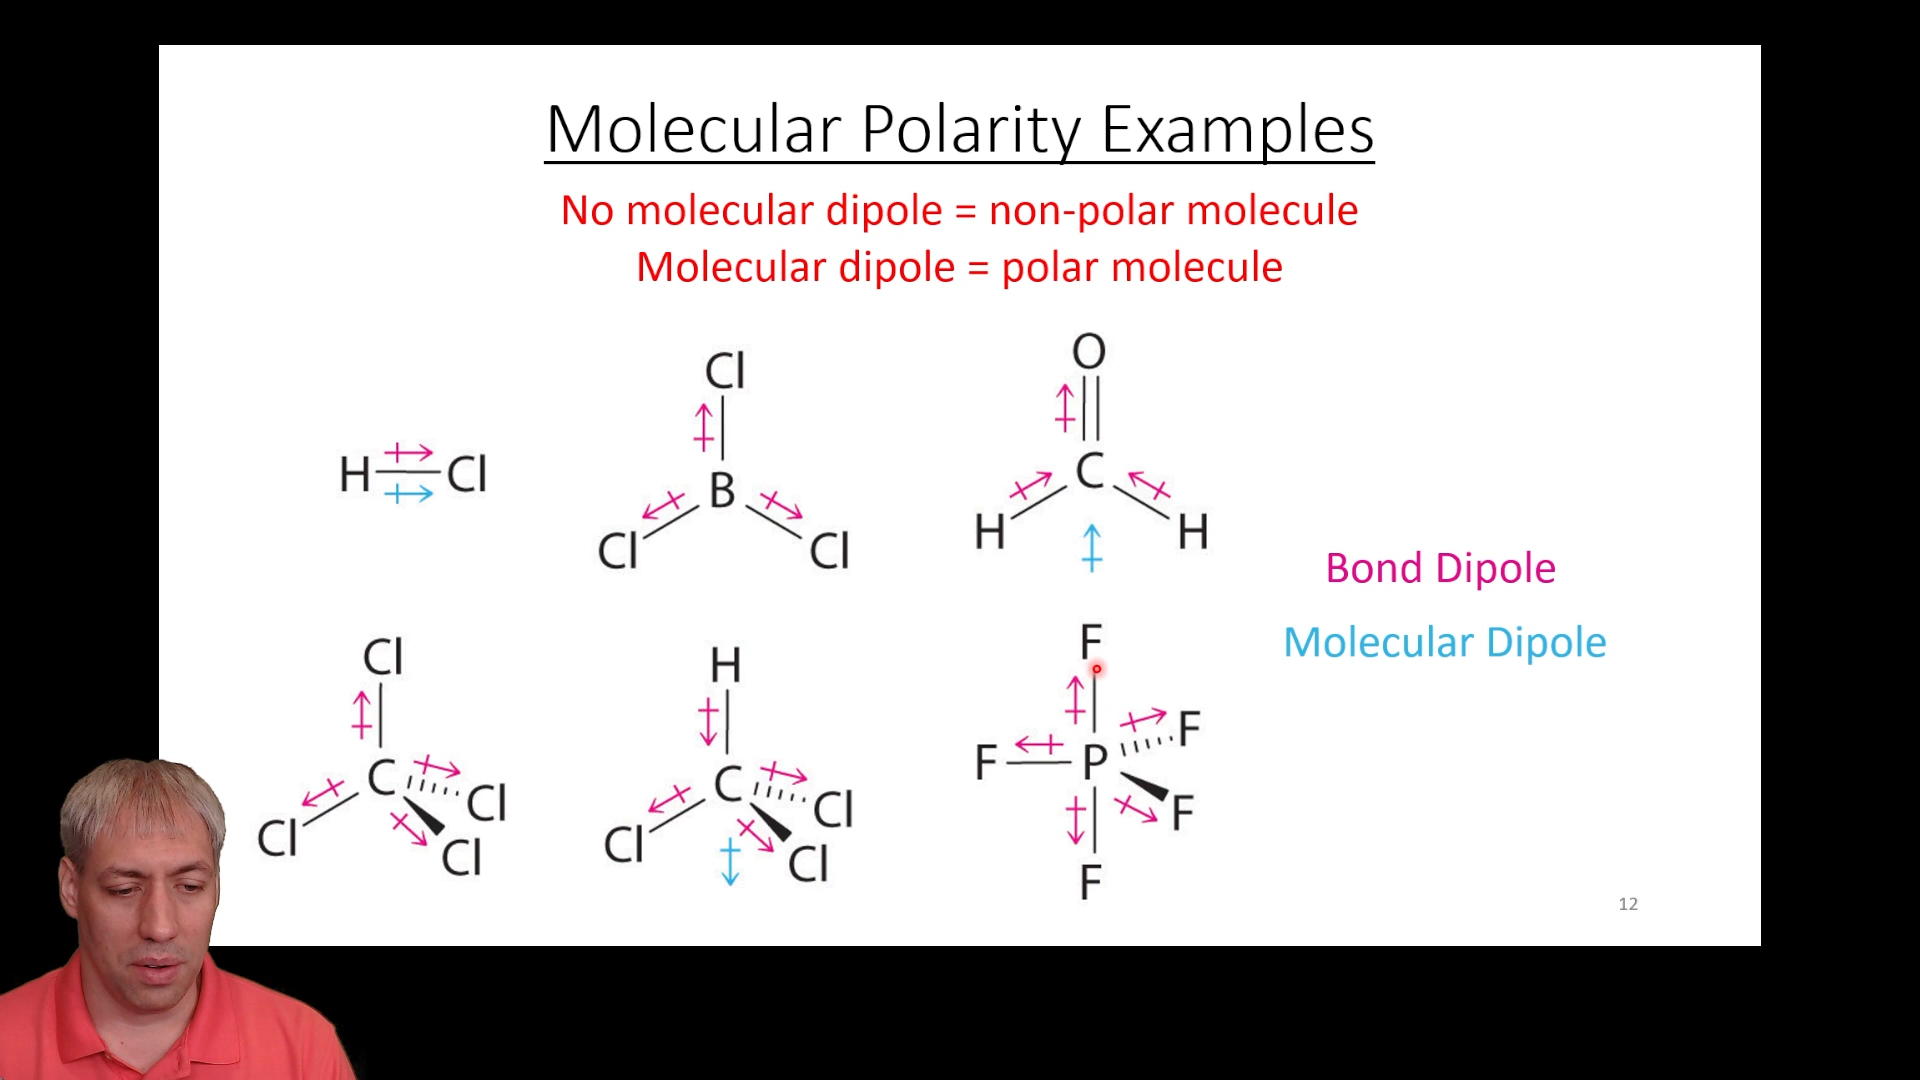 Molecular Polarity Examples
No molecular dipole = non-polar molecule
Molecular dipole = polar molecule
H Cl
Cl
B
Cl Cl
O
C
H H
Bond Dipole
Molecular Dipole
Cl
C
Cl
Cl
Cl
H
C
Cl
Cl
Cl
F
F
F P
F
F
12